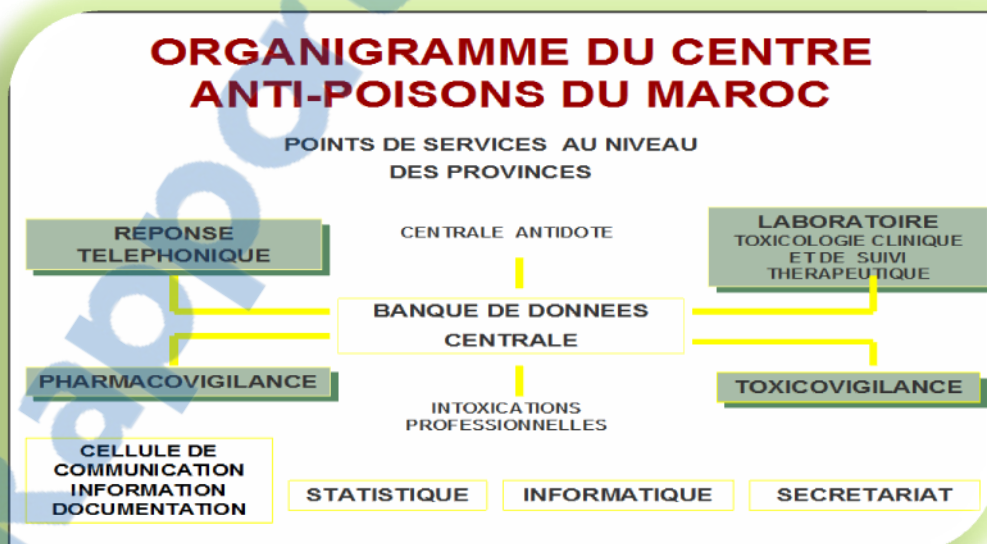 ORGANIGRAMME DU CENTRE
ANTI-POISONS DU MAROC
POINTS DE SERVICES AU NIVEAU
DES PROVINCES
REPONSE
TELEPHONIQUE
CENTRALE ANTIDOTE
LABORATOIRE
TOXICOLOGIE CLINIQUE
ET DE SUIVI
THERAPEUTIQUE
BANQUE DE DONNEES
CENTRALE
PHARMACOVIGILANCE
INTOXICATIONS
PROFESSIONNELLES
TOXICOVIGILANCE
CELLULE DE
COMMUNICATION
INFORMATION
DOCUMENTATION
STATISTIQUE
INFORMATIQUE
SECRETARIAT